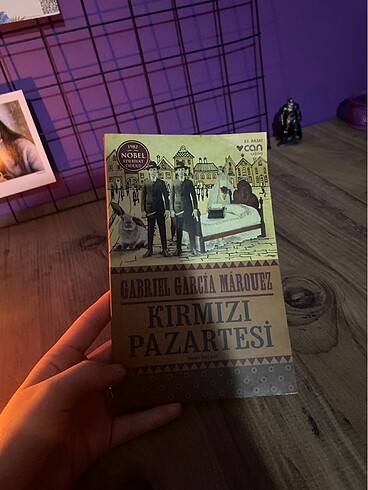 1982
NOBEL
EDEBİYAT
ÖDÜLÜ
can
GABRIEL GARCÍA MÁRQUEZ
KIRMIZI
PAZARTESİ